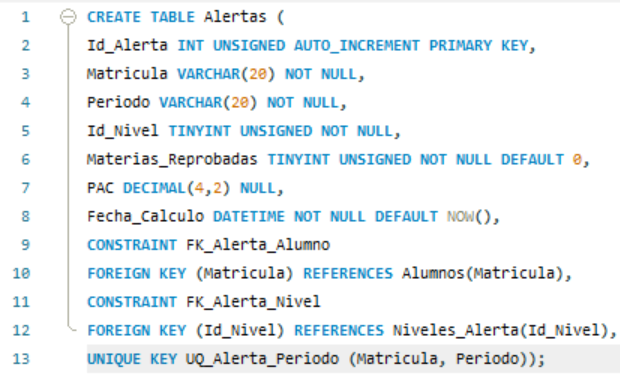 1 CREATE TABLE Alertas (
2 Id_Alerta INT UNSIGNED AUTO_INCREMENT PRIMARY KEY,
3 Matricula VARCHAR(20) NOT NULL,
4 Periodo VARCHAR(20) NOT NULL,
5 Id_Nivel TINYINT UNSIGNED NOT NULL,
6 Materias_Reprobadas TINYINT UNSIGNED NOT NULL DEFAULT 0,
7 PAC DECIMAL(4,2) NULL,
8 Fecha_Calculo DATETIME NOT NULL DEFAULT NOW(),
9 CONSTRAINT FK_Alerta_Alumno
10 FOREIGN KEY (Matricula) REFERENCES Alumnos(Matricula),
11 CONSTRAINT FK_Alerta_Nivel
12 FOREIGN KEY (Id_Nivel) REFERENCES Niveles_Alerta(Id_Nivel),
13 UNIQUE KEY UQ_Alerta_Periodo (Matricula, Periodo));